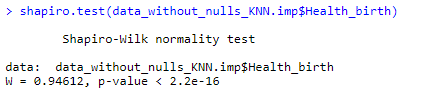 > shapiro.test(data_without_nulls_KNN.imp$Health_birth)
Shapiro-Wilk normality test
data:  data_without_nulls_KNN.imp$Health_birth
W = 0.94612, p-value < 2.2e-16